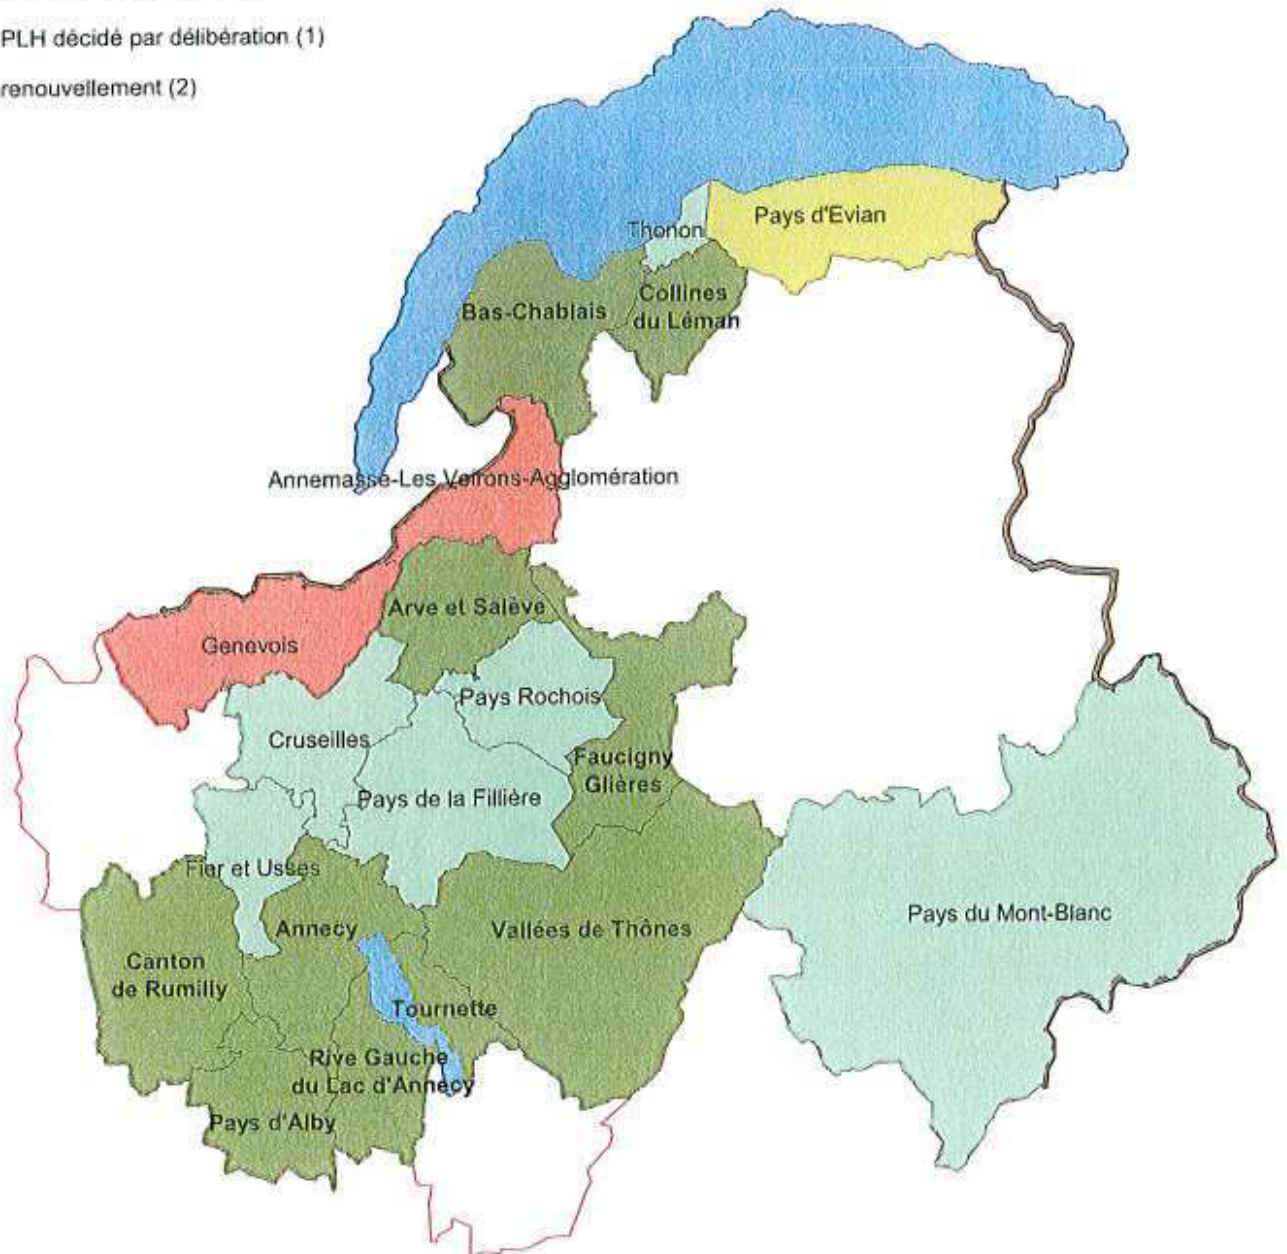 PLH décidé par délibération (1)
renouvellement (2)
Thonon
Pays d'Evian
Bas-Chablais
Collines
du Léman
Annemasse-Les Voirons-Agglomération
Arve et Salève
Genevois
Pays Rochois
Cruseilles
Faucigny
Glières
Pays de la Fillière
Fier et Usses
Annecy
Vallées de Thônes
Pays du Mont-Blanc
Canton
de Rumilly
Tournette
Rive Gauche
du Lac d'Annecy
Pays d'Alby